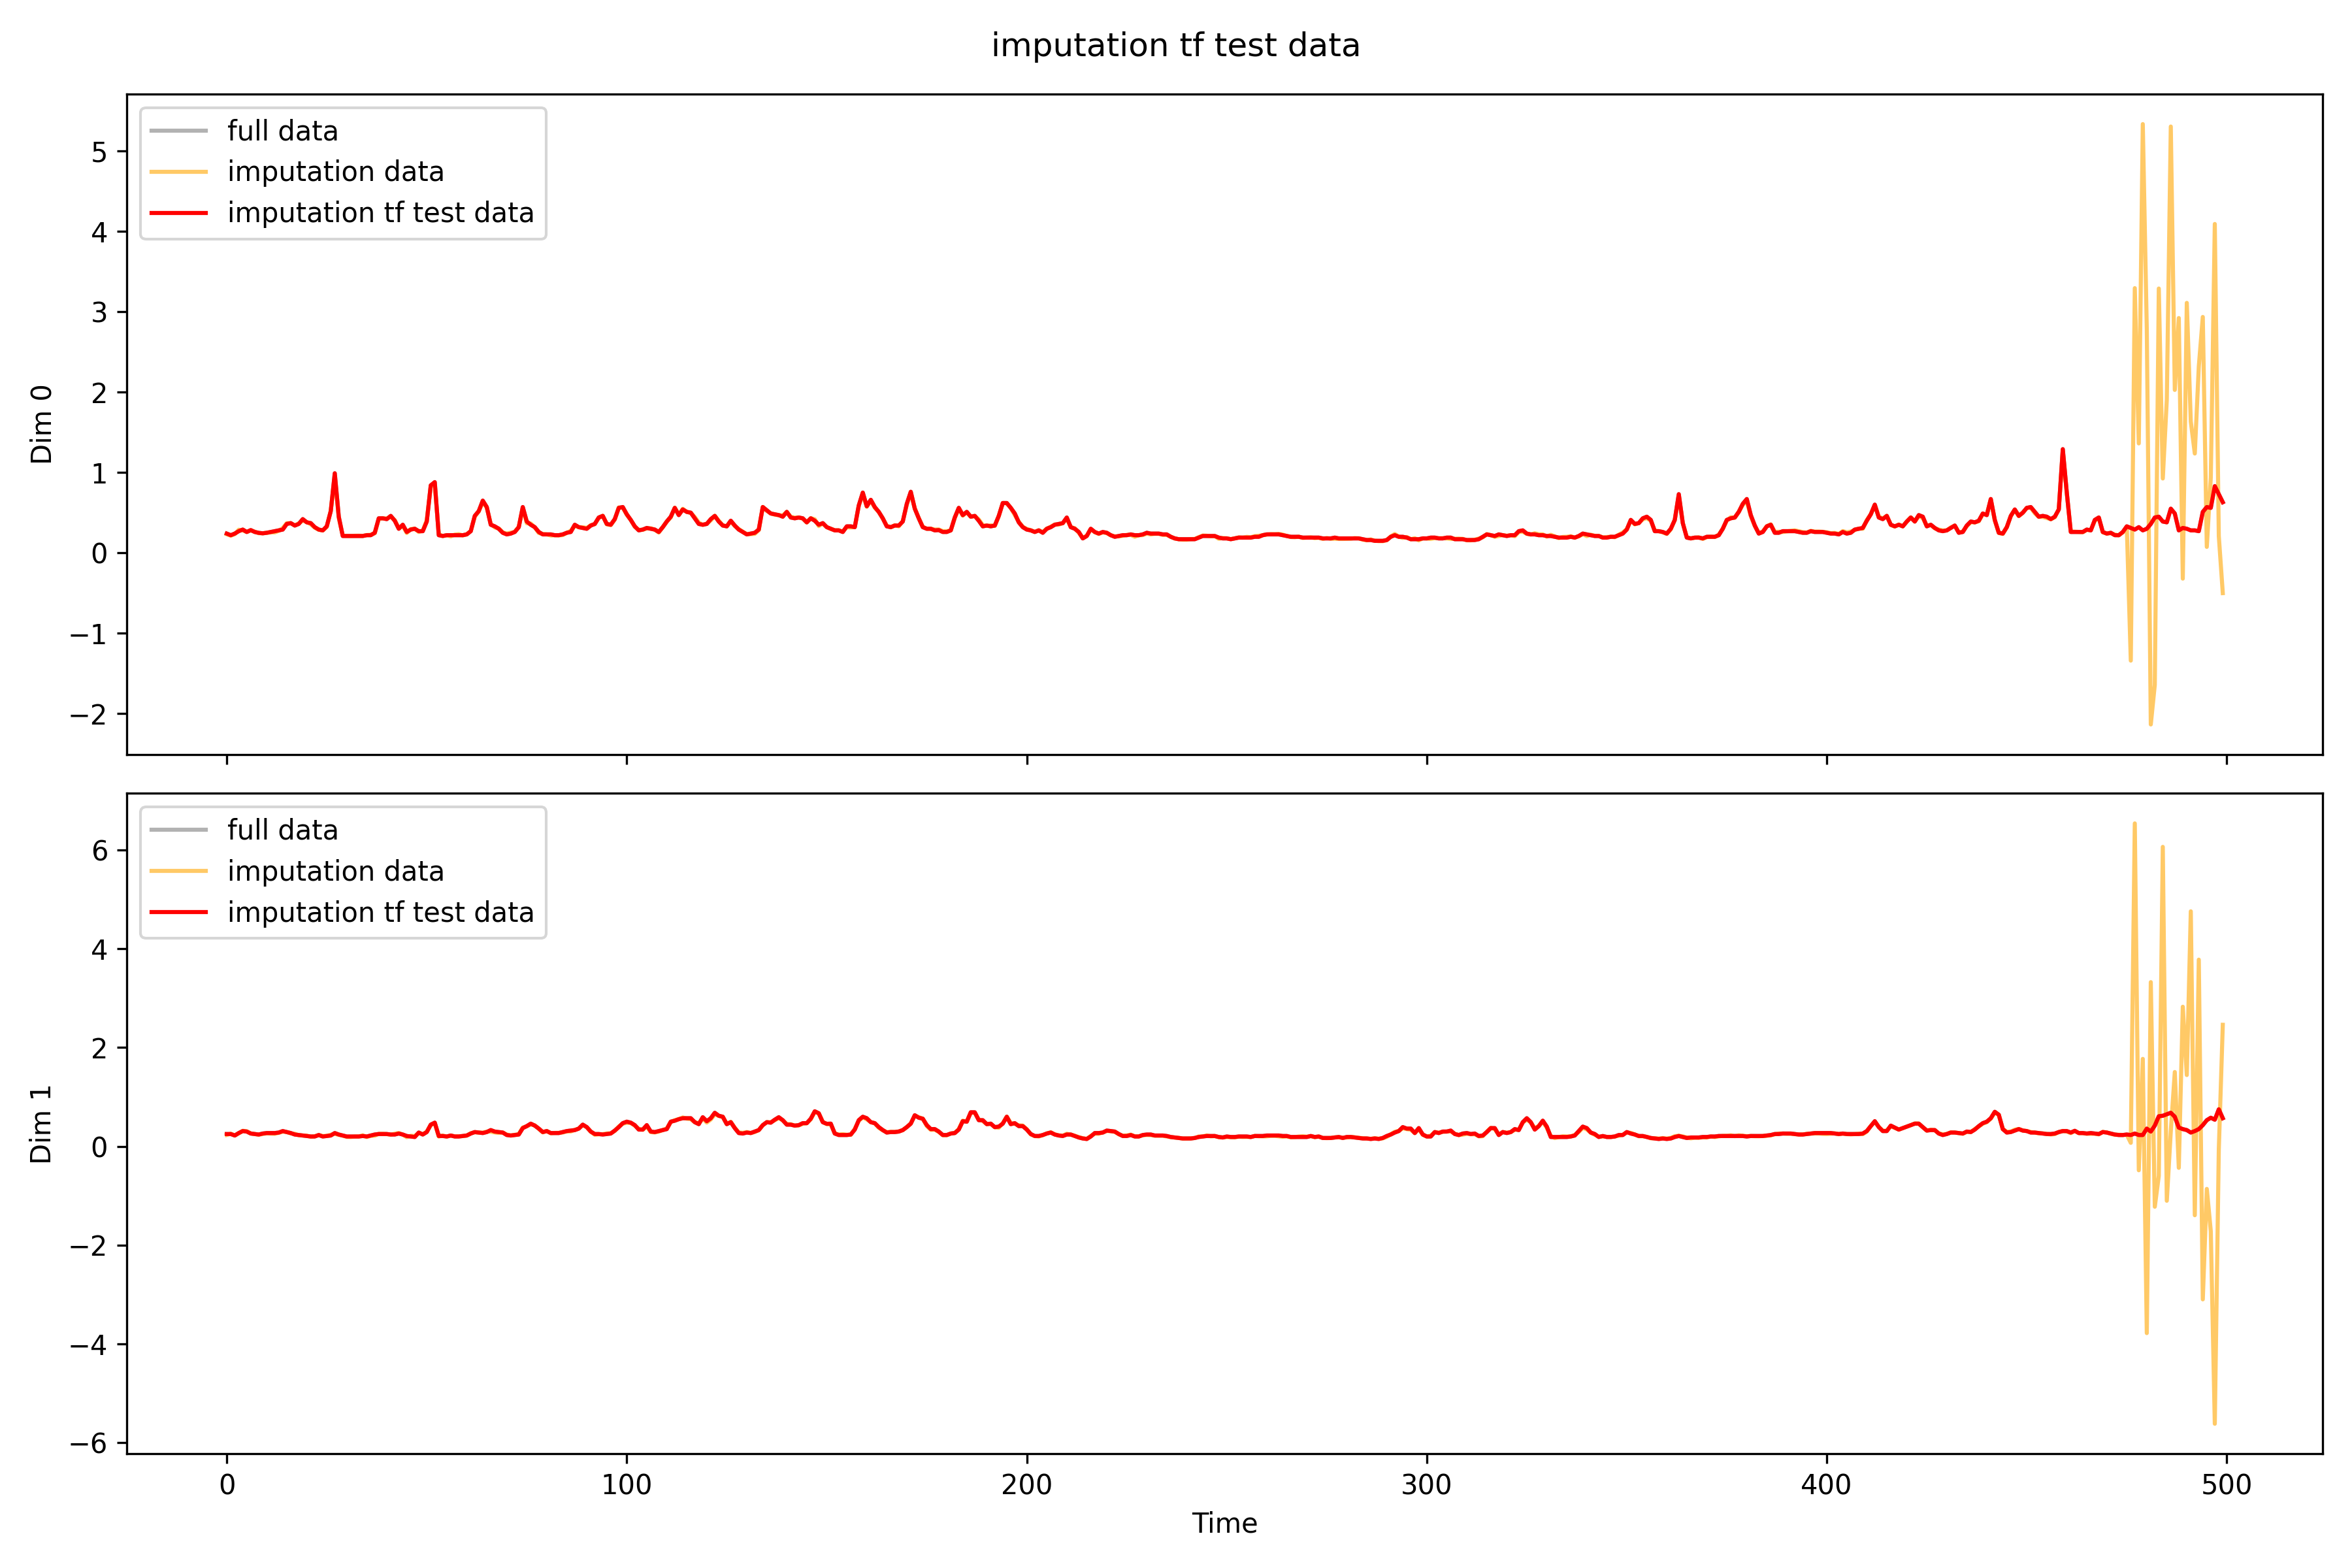 imputation tf test data
full data
imputation data
imputation tf test data
5
4
3
2
1
0
−1
−2
Dim 0
full data
imputation data
imputation tf test data
6
4
2
0
−2
−4
−6
Dim 1
0 100 200 300 400 500
Time